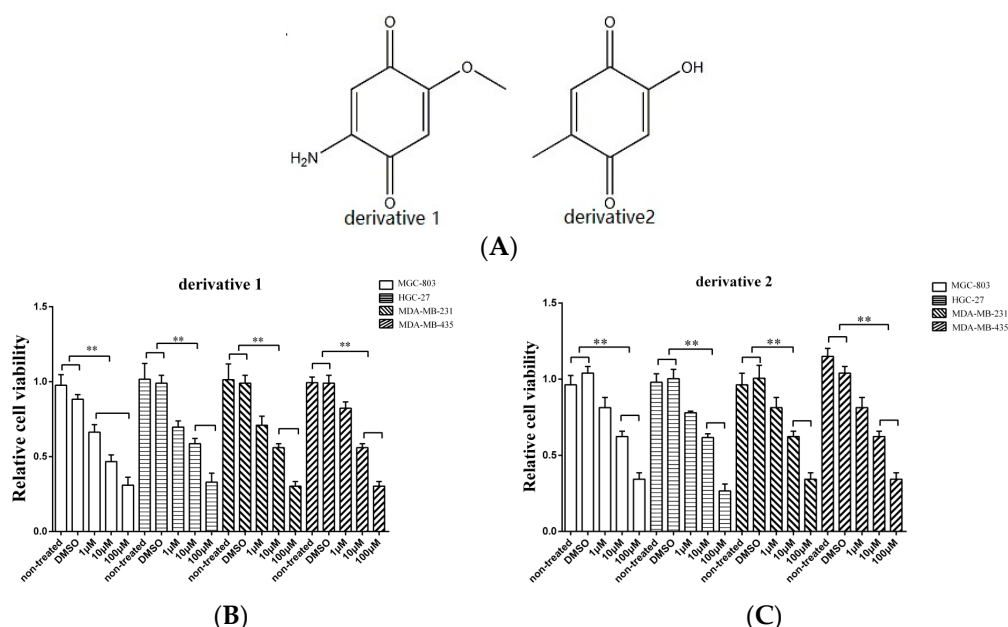 O
O
H₂N
O
derivative 1
O
OH
O
derivative2
(A)
derivative 1
MGC-803
HGC-27
MDA-MB-231
MDA-MB-435
Relative cell viability
1.5
1.0
0.5
0.0
** ** ** **
non-treated DMSO 1μM 10μM 100μM non-treated DMSO 1μM 10μM 100μM non-treated DMSO 1μM 10μM 100μM non-treated DMSO 1μM 10μM 100μM
(B)
derivative 2
MGC-803
HGC-27
MDA-MB-231
MDA-MB-435
Relative cell viability
1.5
1.0
0.5
0.0
** ** ** **
non-treated DMSO 1μM 10μM 100μM non-treated DMSO 1μM 10μM 100μM non-treated DMSO 1μM 10μM 100μM non-treated DMSO 1μM 10μM 100μM
(C)